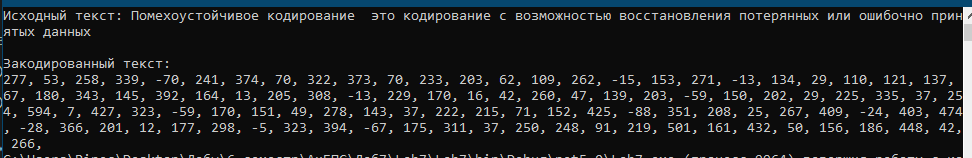 Исходный текст: Помехоустойчивое кодирование  это кодирование с возможностью восстановления потерянных или ошибочно прин
ятых данных
Закодированный текст:
277, 53, 258, 339, -70, 241, 374, 70, 322, 373, 70, 233, 203, 62, 109, 262, -15, 153, 271, -13, 134, 29, 110, 121, 137,
67, 180, 343, 145, 392, 164, 13, 205, 308, -13, 229, 170, 16, 42, 260, 47, 139, 203, -59, 150, 202, 29, 225, 335, 37, 25
4, 594, 7, 427, 323, -59, 170, 151, 49, 278, 143, 37, 222, 215, 71, 152, 425, -88, 351, 208, 25, 267, 409, -24, 403, 474
, -28, 366, 201, 12, 177, 298, -5, 323, 394, -67, 175, 311, 37, 250, 248, 91, 219, 501, 161, 432, 50, 156, 186, 448, 42,
266,